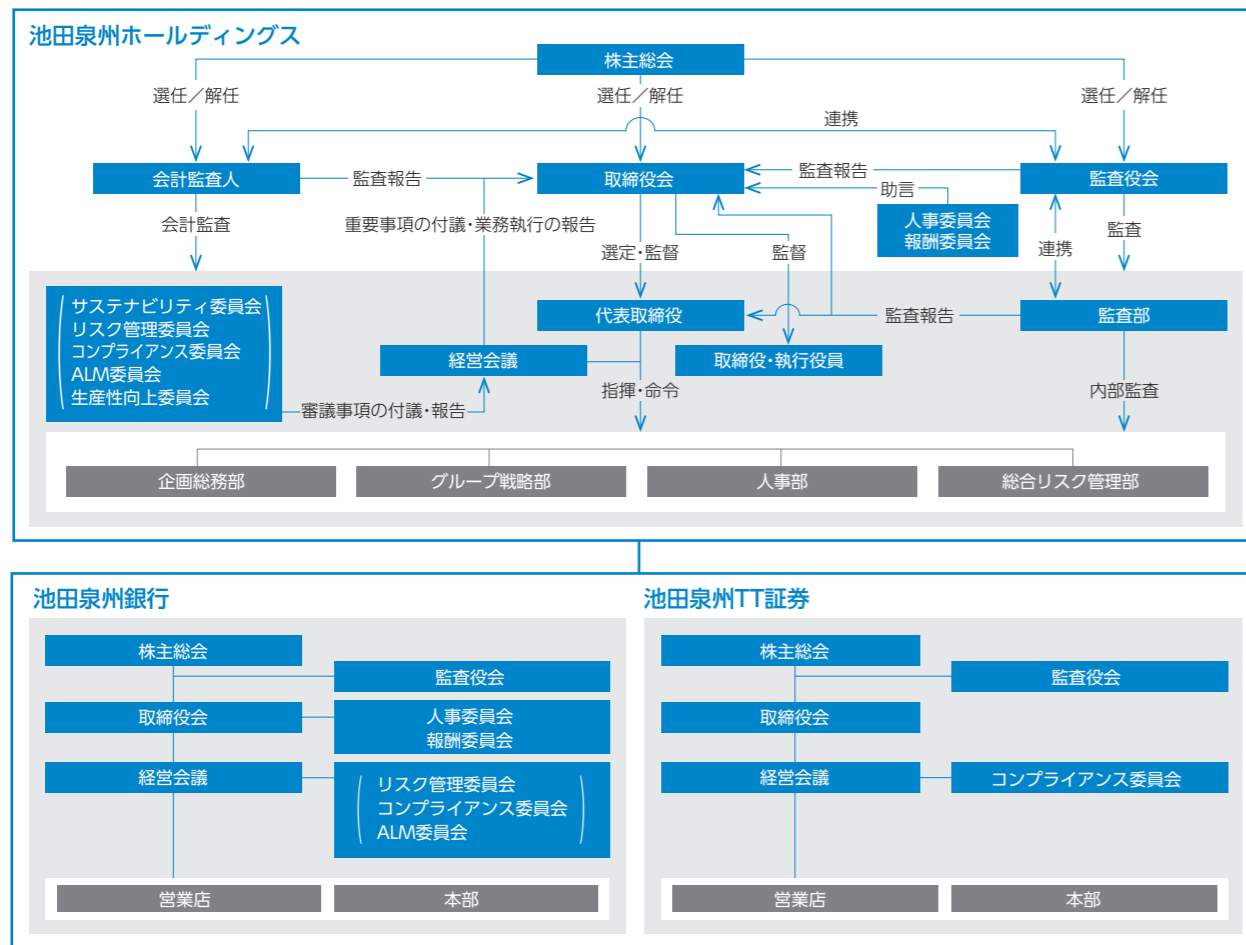 池田泉州ホールディングス
株主総会
選任／解任
選任／解任
選任／解任
連携
会計監査人
監査報告
取締役会
監査報告
監査役会
助言
人事委員会
報酬委員会
会計監査
重要事項の付議・業務執行の報告
選定・監督
監督
連携
監査
サステナビリティ委員会
リスク管理委員会
コンプライアンス委員会
ALM委員会
生産性向上委員会
代表取締役
監査報告
監査部
経営会議
取締役・執行役員
審議事項の付議・報告
指揮・命令
内部監査
企画総務部
グループ戦略部
人事部
総合リスク管理部
池田泉州銀行
株主総会
監査役会
取締役会
人事委員会
報酬委員会
経営会議
リスク管理委員会
コンプライアンス委員会
ALM委員会
営業店
本部
池田泉州TT証券
株主総会
監査役会
取締役会
経営会議
コンプライアンス委員会
営業店
本部